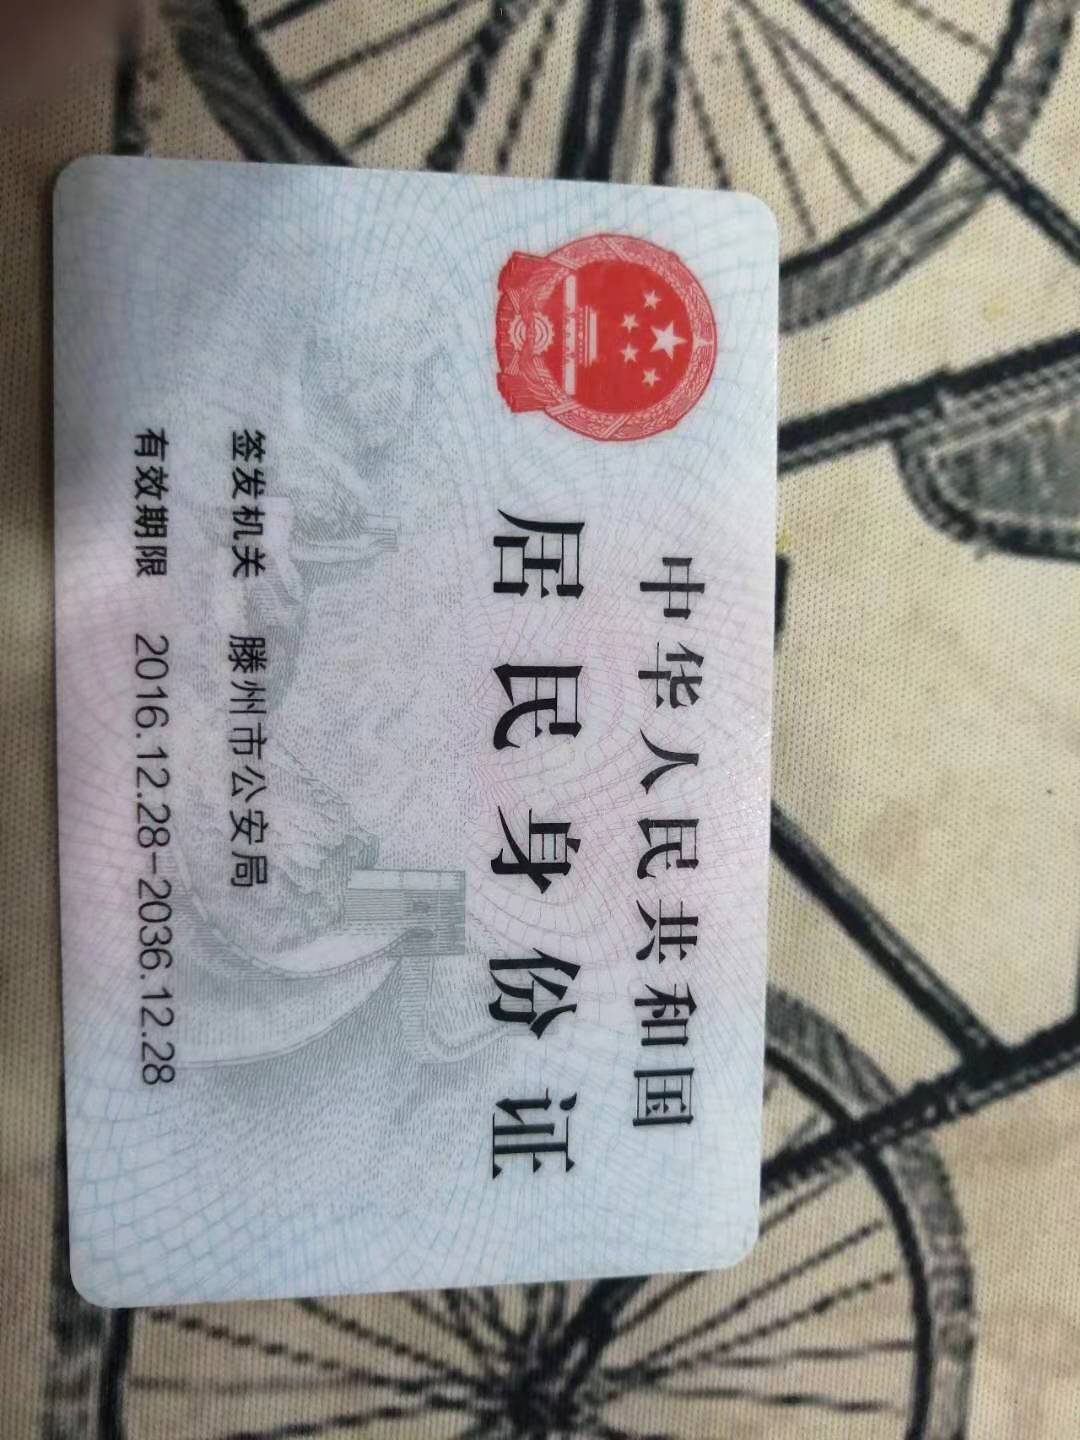 中华人民共和国
居民身份证
签发机关 滕州市公安局
有效期限 2016.12.28-2036.12.28